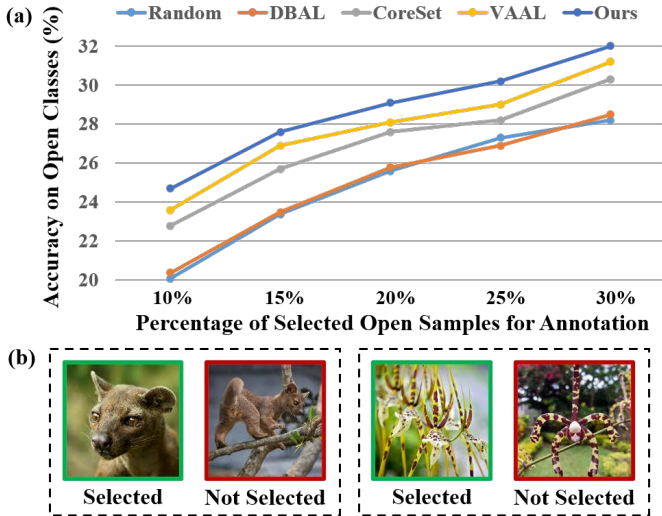 (a)
Random DBAL CoreSet VAAL Ours
Accuracy on Open Classes (%)
32
30
28
26
24
22
20
10% 15% 20% 25% 30%
Percentage of Selected Open Samples for Annotation
(b)
Selected Not Selected Selected Not Selected